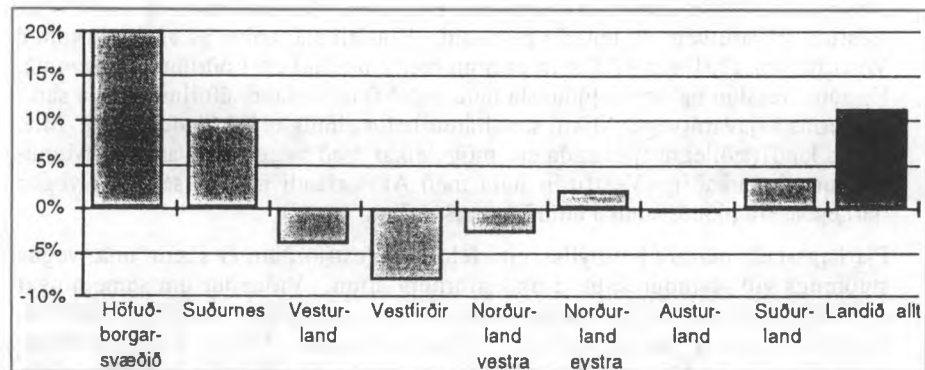 20%
15%
10%
5%
0%
-5%
-10%
Höfuð-
borgar-
svæðið
Suðurnes
Vestur-
land
Vestfirðir
Norður-
land
vestra
Norður-
land
eystra
Austur-
land
Suður-
land
Landið allt